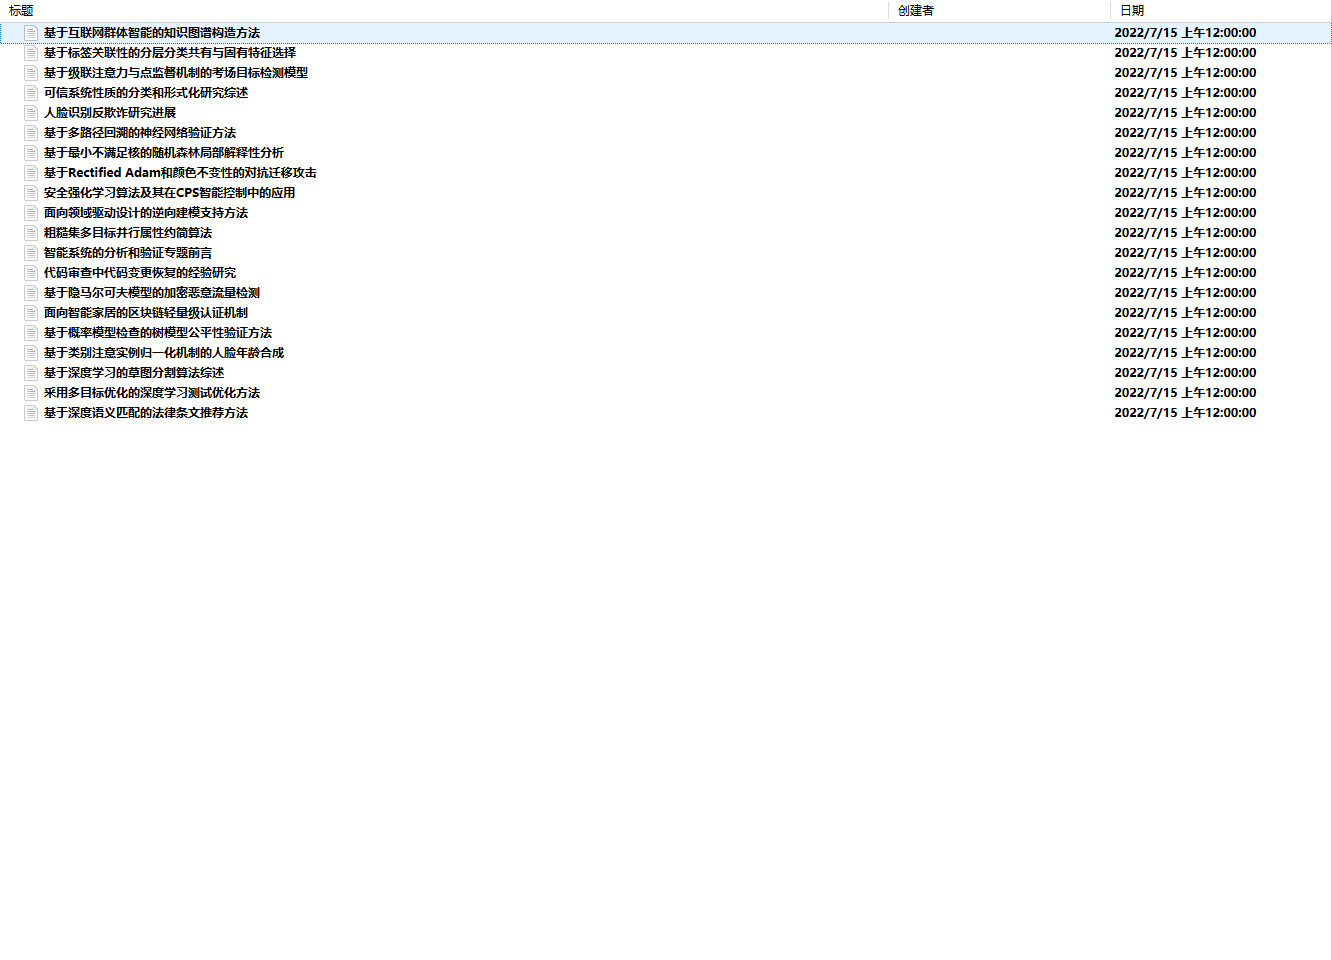 标题 创建者 日期
基于互联网群体智能的知识图谱构造方法 2022/7/15 上午12:00:00
基于标签关联性的分层分类共有与固有特征选择 2022/7/15 上午12:00:00
基于级联注意力与点监督机制的考场目标检测模型 2022/7/15 上午12:00:00
可信系统性质的分类和形式化研究综述 2022/7/15 上午12:00:00
人脸识别反欺诈研究进展 2022/7/15 上午12:00:00
基于多路径回溯的神经网络验证方法 2022/7/15 上午12:00:00
基于最小不满足核的随机森林局部解释性分析 2022/7/15 上午12:00:00
基于Rectified Adam和颜色不变性的对抗迁移攻击 2022/7/15 上午12:00:00
安全强化学习算法及其在CPS智能控制中的应用 2022/7/15 上午12:00:00
面向领域驱动设计的逆向建模支持方法 2022/7/15 上午12:00:00
粗糙集多目标并行属性约简算法 2022/7/15 上午12:00:00
智能系统的分析和验证专题前言 2022/7/15 上午12:00:00
代码审查中代码变更恢复的经验研究 2022/7/15 上午12:00:00
基于隐马尔可夫模型的加密恶意流量检测 2022/7/15 上午12:00:00
面向智能家居的区块链轻量级认证机制 2022/7/15 上午12:00:00
基于概率模型检查的树模型公平性验证方法 2022/7/15 上午12:00:00
基于类别注意实例归一化机制的人脸年龄合成 2022/7/15 上午12:00:00
基于深度学习的草图分割算法综述 2022/7/15 上午12:00:00
采用多目标优化的深度学习测试优化方法 2022/7/15 上午12:00:00
基于深度语义匹配的法律条文推荐方法 2022/7/15 上午12:00:00